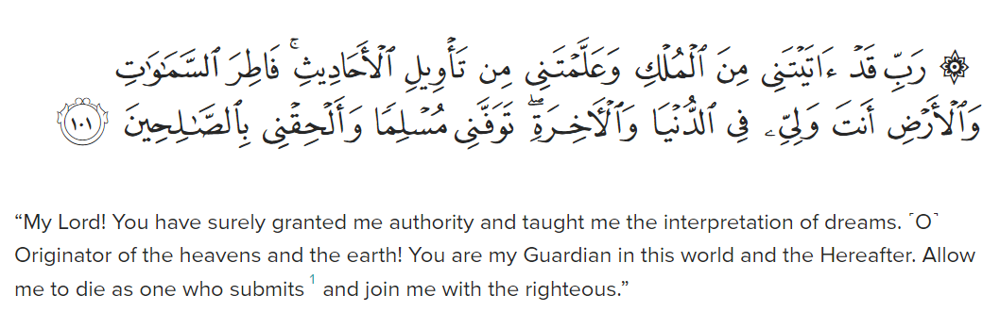 ۞ رَبِّ قَدْ ءَاتَيْتَنِى مِنَ ٱلْمُلْكِ وَعَلَّمْتَنِى مِن تَأْوِيلِ ٱلْأَحَادِيثِ ۚ فَاطِرَ ٱلسَّمَـٰوَٰتِ
وَٱلْأَرْضِ أَنتَ وَلِىِّۦ فِى ٱلدُّنْيَا وَٱلْـَٔاخِرَةِ ۖ تَوَفَّنِى مُسْلِمًا وَأَلْحِقْنِى بِٱلصَّـٰلِحِينَ ١٠١
“My Lord! You have surely granted me authority and taught me the interpretation of dreams. ˹O˺
Originator of the heavens and the earth! You are my Guardian in this world and the Hereafter. Allow
me to die as one who submits 1 and join me with the righteous.”